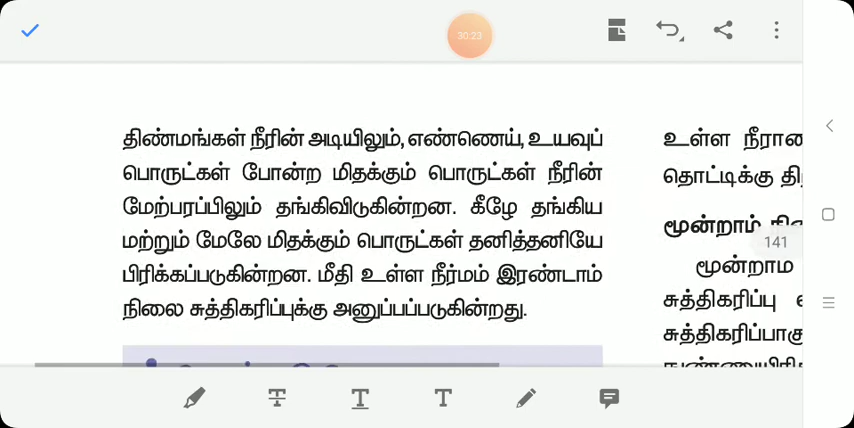 30:23
திண்மங்கள் நீரின் அடியிலும், எண்ணெய், உயவுப்
பொருட்கள் போன்ற மிதக்கும் பொருட்கள் நீரின்
மேற்பரப்பிலும் தங்கிவிடுகின்றன. கீழே தங்கிய
மற்றும் மேலே மிதக்கும் பொருட்கள் தனித்தனியே
பிரிக்கப்படுகின்றன. மீதி உள்ள நீர்மம் இரண்டாம்
நிலை சுத்திகரிப்புக்கு அனுப்பப்படுகின்றது.
உள்ள
தொட்டிக்கு
மூன்றாம்
141
மூன்றாம்
சுத்திகரிப்பு